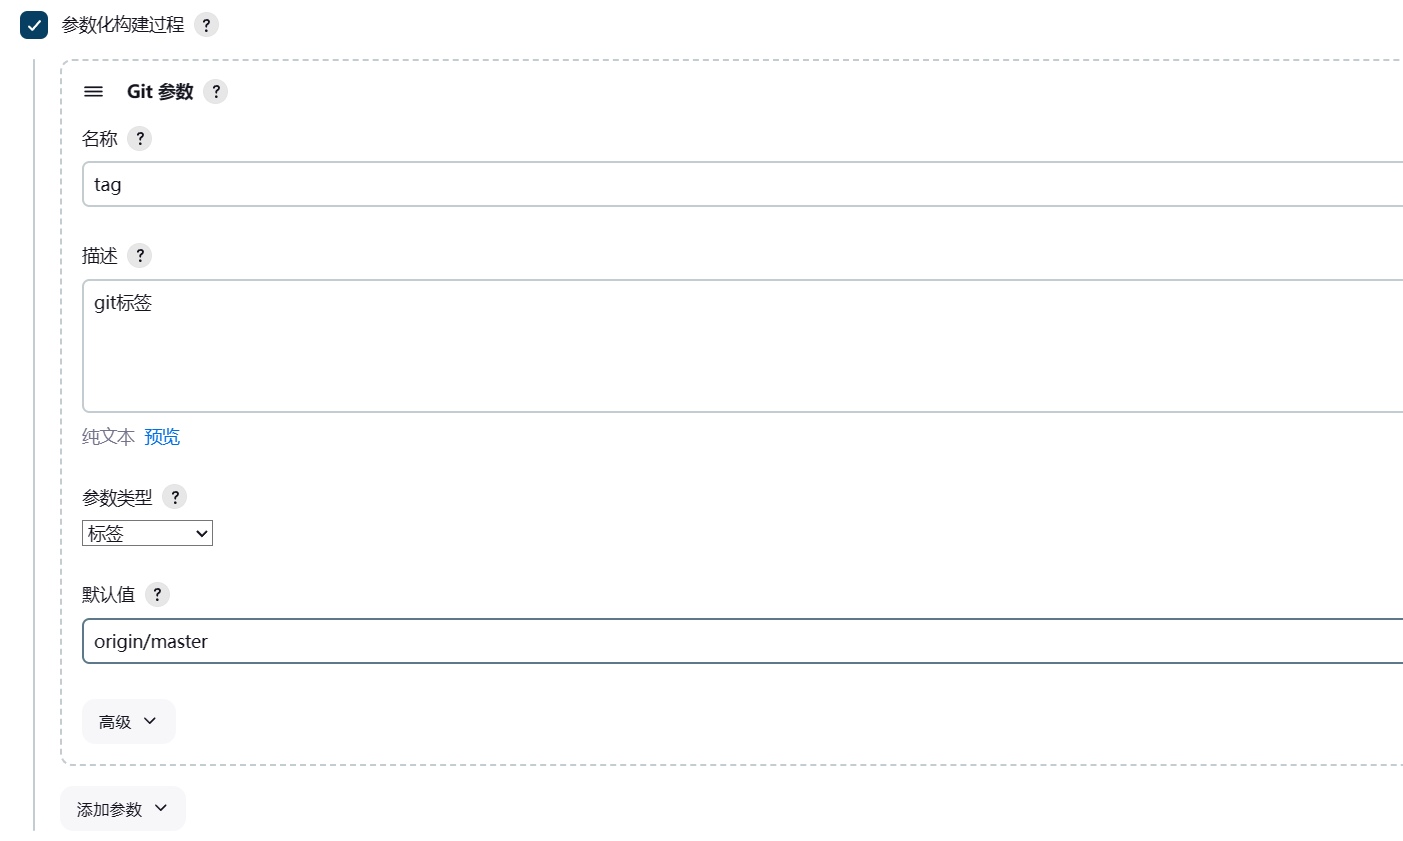 参数化构建过程 ?
Git 参数 ?
名称 ?
tag
描述 ?
git标签
纯文本 预览
参数类型 ?
标签
默认值 ?
origin/master
高级
添加参数